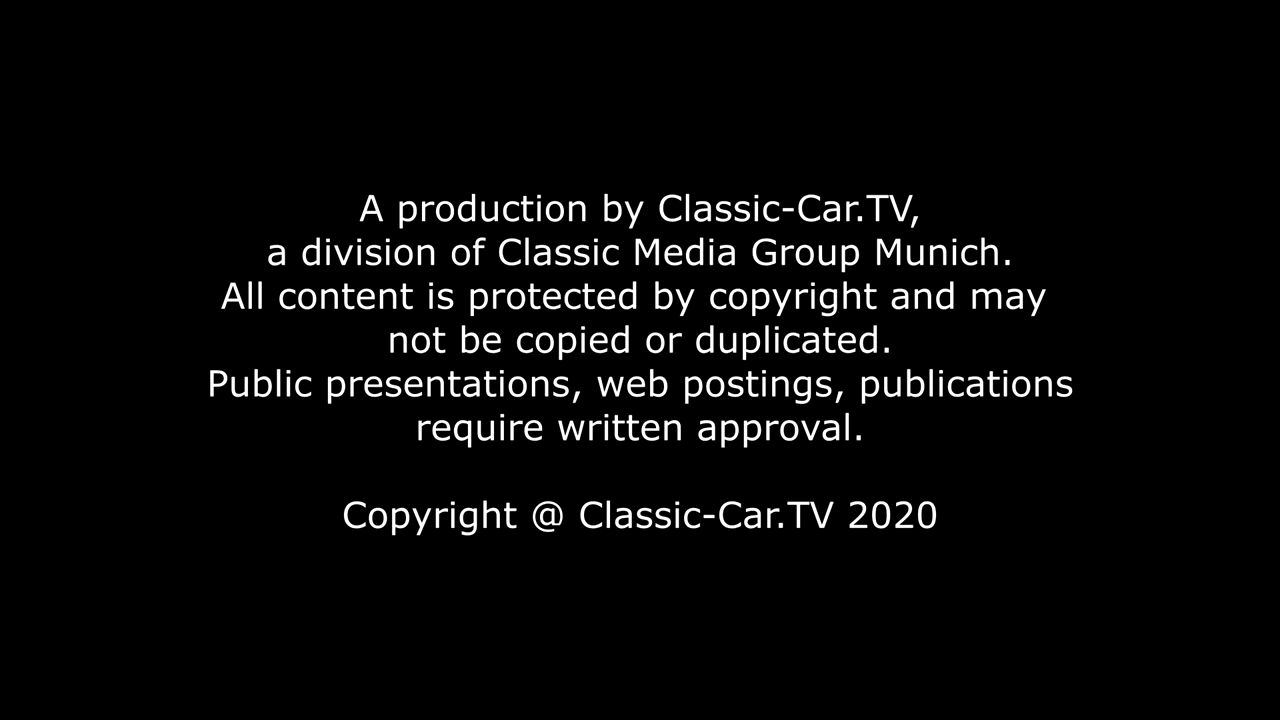 A production by Classic-Car.TV,
a division of Classic Media Group Munich.
All content is protected by copyright and may
not be copied or duplicated.
Public presentations, web postings, publications
require written approval.
Copyright @ Classic-Car.TV 2020